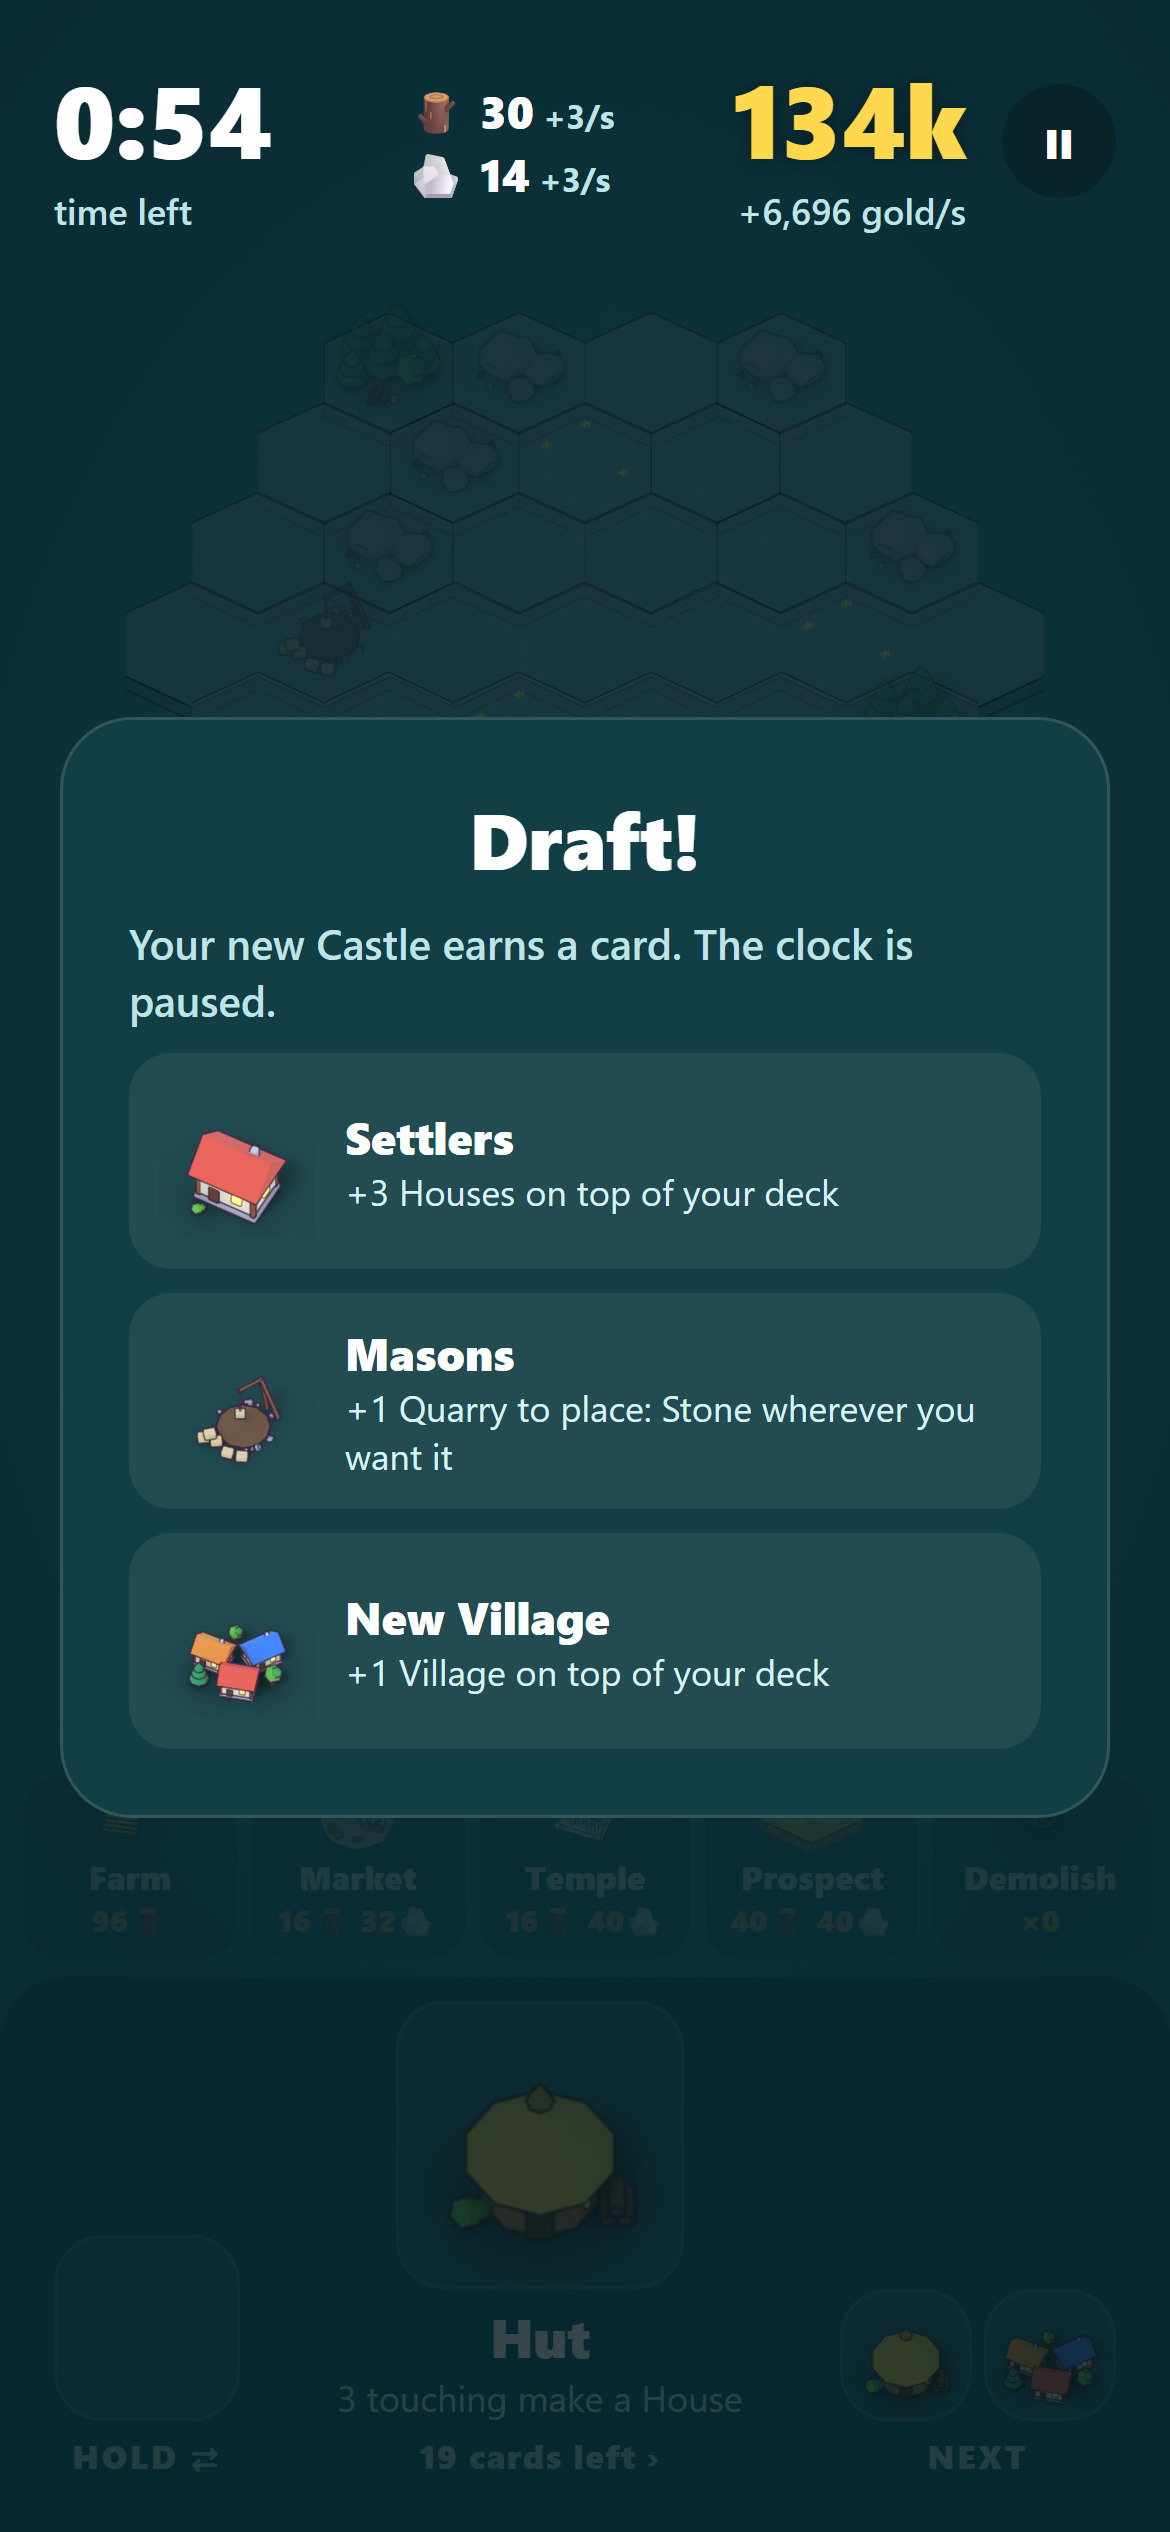 0:54
time left
30 +3/s
14 +3/s
134k
+6,696 gold/s
Draft!
Your new Castle earns a card. The clock is
paused.
Settlers
+3 Houses on top of your deck
Masons
+1 Quarry to place: Stone wherever you
want it
New Village
+1 Village on top of your deck
Farm
96
Market
16 32
Temple
16 40
Prospect
40 40
Demolish
×0
Hut
3 touching make a House
HOLD ⇄
19 cards left ›
NEXT